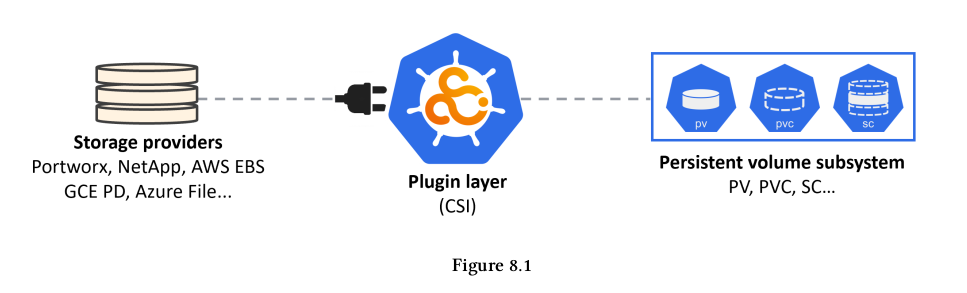 pv
pvc
sc
Storage providers
Portworx, NetApp, AWS EBS
GCE PD, Azure File...
Plugin layer
(CSI)
Persistent volume subsystem
PV, PVC, SC...
Figure 8.1